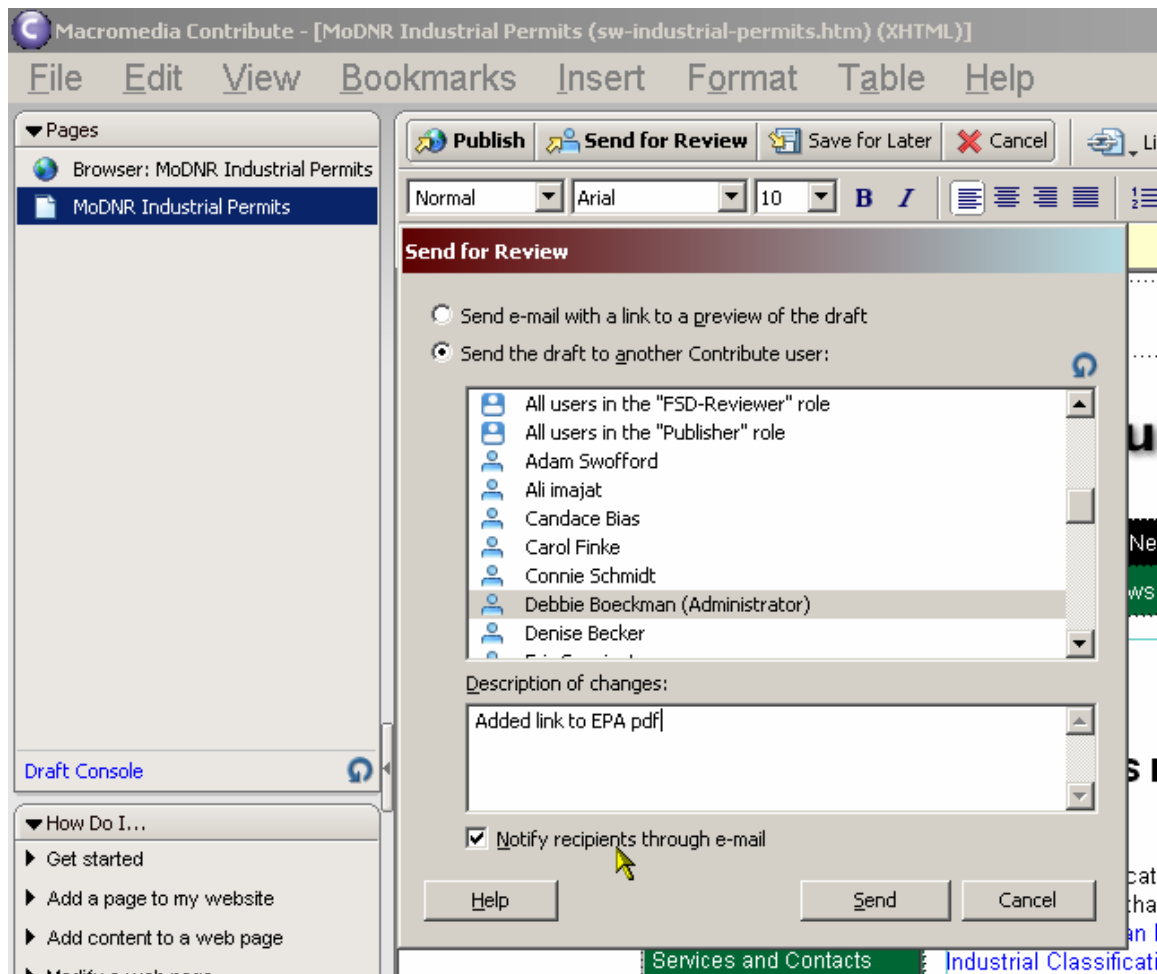 Macromedia Contribute - [MoDNR Industrial Permits (sw-industrial-permits.htm) (XHTML)]
File Edit View Bookmarks Insert Format Table Help
Pages
Browser: MoDNR Industrial Permits
MoDNR Industrial Permits
Draft Console
How Do I...
Get started
Add a page to my website
Add content to a web page
Publish Send for Review Save for Later Cancel Li
Normal Arial 10 B I
Send for Review
Send e-mail with a link to a preview of the draft
Send the draft to another Contribute user:
All users in the "FSD-Reviewer" role
All users in the "Publisher" role
Adam Swofford
Ali imajat
Candace Bias
Carol Finke
Connie Schmidt
Debbie Boeckman (Administrator)
Denise Becker
Description of changes:
Added link to EPA pdf
Notify recipients through e-mail
Help Send Cancel
Services and Contacts
Industrial Classificati